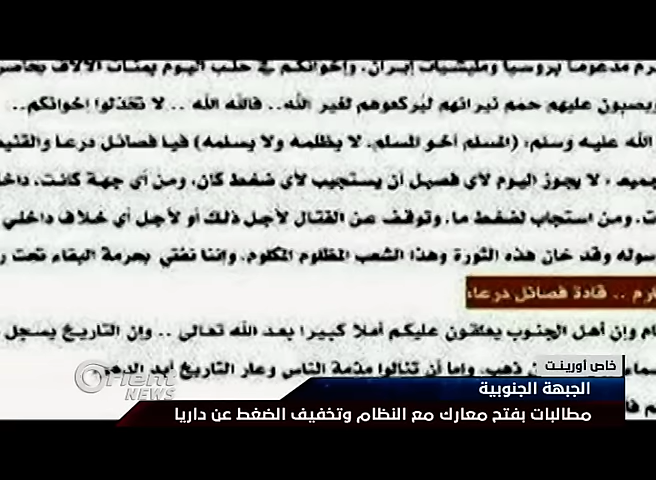 مدعوماً بروسيا ومليشيات إيران، وإخوانكم في حلب اليوم بمئات الآلاف
ويصبون عليهم حمم نيرانهم ليركعوهم لغير الله.. فالله الله .. لا تخذلوا إخوانكم..
الله عليه وسلم: (المسلم أخو المسلم، لا يظلمه ولا يسلمه) فيا فصائل درعا
، لا يجوز اليوم لأي فصيل أن يستجيب لأي ضغط كان، ومن أي جهة كانت،
، ومن استجاب لضغط ما، وتوقف عن القتال لأجل ذلك أو لأجل أي خلاف داخلي
وقد خان هذه الثورة وهذا الشعب المظلوم المكلوم، وإننا نفتي بحرمة البقاء تحت
.. قادة فصائل درعا:
وإن أهل الجنوب يعلقون عليكم أملاً كبيراً بعد الله تعالى .. وإن التاريخ يسجل
ذهب، وإما أن تنالوا مذمة الناس وعار التاريخ أبد الدهر
Orient
NEWS
خاص أورينت
الجبهة الجنوبية
مطالبات بفتح معارك مع النظام وتخفيف الضغط عن داريا